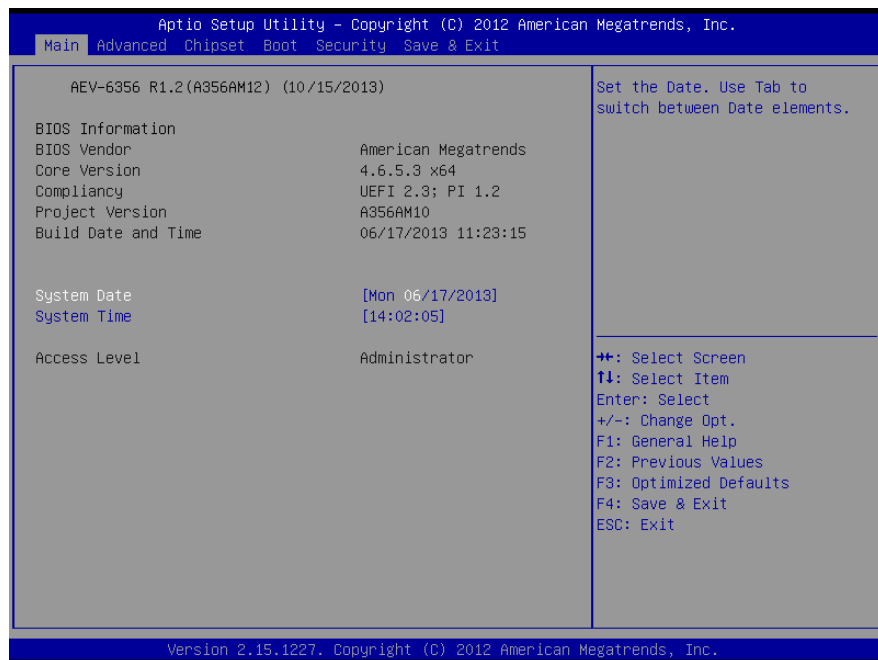 Aptio Setup Utility – Copyright (C) 2012 American Megatrends, Inc.
Main Advanced Chipset Boot Security Save & Exit
AEV-6356 R1.2(A356AM12) (10/15/2013)
BIOS Information
BIOS Vendor American Megatrends
Core Version 4.6.5.3 x64
Compliancy UEFI 2.3; PI 1.2
Project Version A356AM10
Build Date and Time 06/17/2013 11:23:15
System Date [Mon 06/17/2013]
System Time [14:02:05]
Access Level Administrator
Set the Date. Use Tab to
switch between Date elements.
→←: Select Screen
↑↓: Select Item
Enter: Select
+/-: Change Opt.
F1: General Help
F2: Previous Values
F3: Optimized Defaults
F4: Save & Exit
ESC: Exit
Version 2.15.1227. Copyright (C) 2012 American Megatrends, Inc.